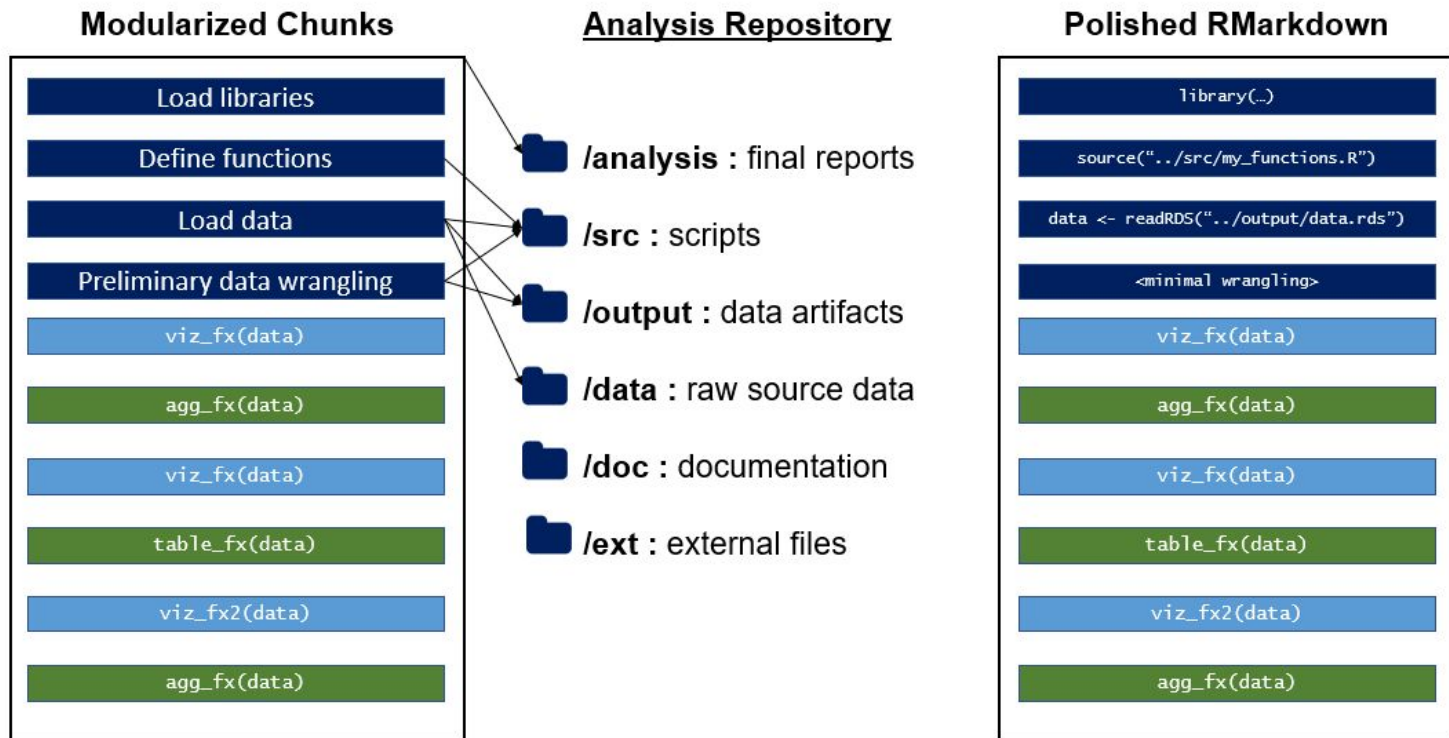 Modularized Chunks
Load libraries
Define functions
Load data
Preliminary data wrangling
viz_fx(data)
agg_fx(data)
viz_fx(data)
table_fx(data)
viz_fx2(data)
agg_fx(data)
Analysis Repository
/analysis : final reports
/src : scripts
/output : data artifacts
/data : raw source data
/doc : documentation
/ext : external files
Polished RMarkdown
library(…)
source(“../src/my_functions.R”)
data <- readRDS(“../output/data.rds”)
<minimal wrangling>
viz_fx(data)
agg_fx(data)
viz_fx(data)
table_fx(data)
viz_fx2(data)
agg_fx(data)